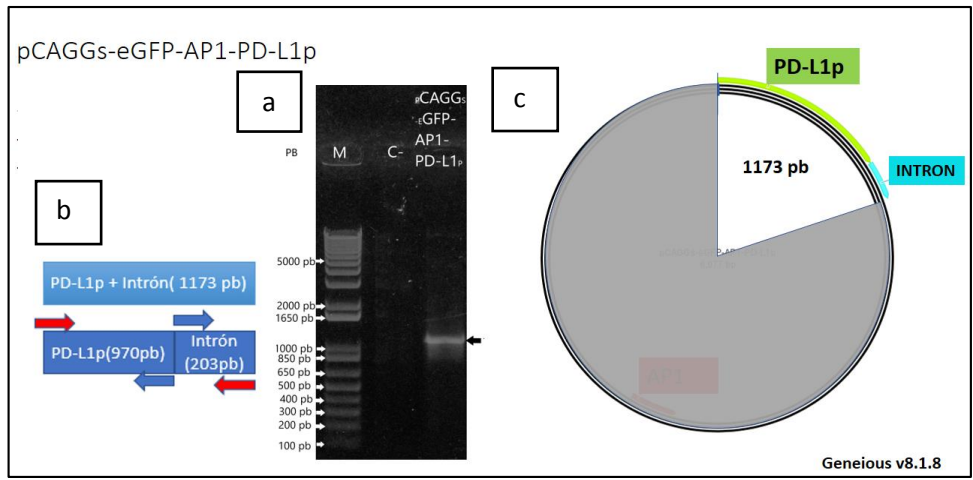 pCAGGs-eGFP-AP1-PD-L1p
a
PB
M
C-
pCAGGs
-EGFP-
AP1-
PD-L1P
5000 pb
2000 pb
1650 pb
1000 pb
850 pb
650 pb
500 pb
400 pb
300 pb
200 pb
100 pb
b
PD-L1p + Intrón( 1173 pb)
PD-L1p(970pb)
Intrón
(203pb)
c
PD-L1p
1173 pb
INTRON
AP1
Geneious v8.1.8